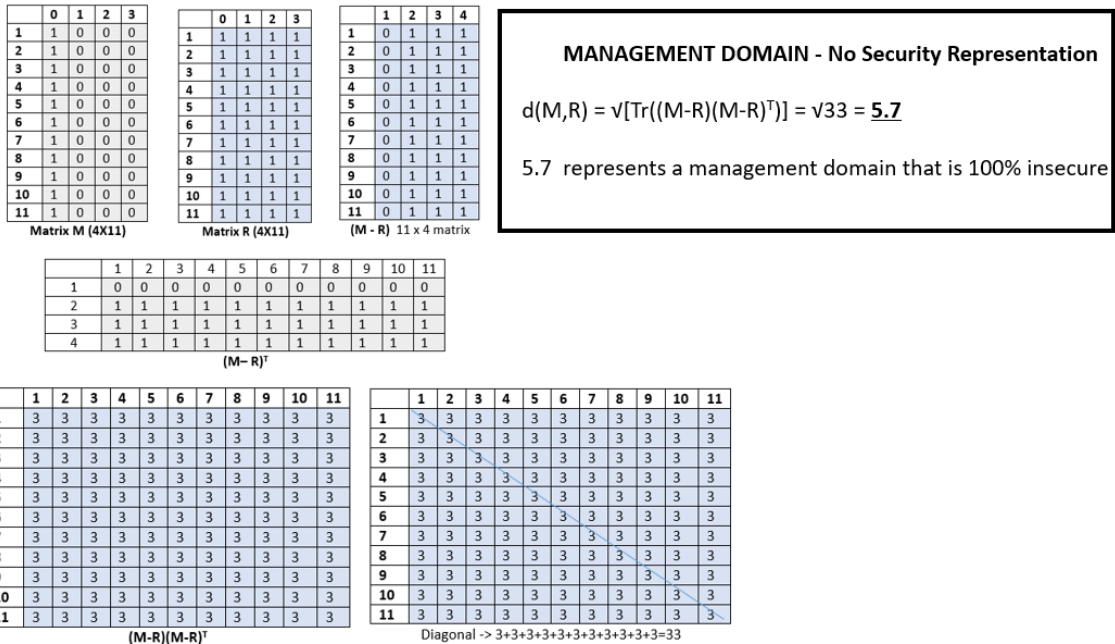 0 1 2 3
1 1 0 0 0
2 1 0 0 0
3 1 0 0 0
4 1 0 0 0
5 1 0 0 0
6 1 0 0 0
7 1 0 0 0
8 1 0 0 0
9 1 0 0 0
10 1 0 0 0
11 1 0 0 0
Matrix M (4X11)
0 1 2 3
1 1 1 1 1
2 1 1 1 1
3 1 1 1 1
4 1 1 1 1
5 1 1 1 1
6 1 1 1 1
7 1 1 1 1
8 1 1 1 1
9 1 1 1 1
10 1 1 1 1
11 1 1 1 1
Matrix R (4X11)
1 2 3 4
1 0 1 1 1
2 0 1 1 1
3 0 1 1 1
4 0 1 1 1
5 0 1 1 1
6 0 1 1 1
7 0 1 1 1
8 0 1 1 1
9 0 1 1 1
10 0 1 1 1
11 0 1 1 1
(M - R) 11 x 4 matrix
MANAGEMENT DOMAIN - No Security Representation
d(M,R) = √[Tr((M-R)(M-R)ᵀ)] = √33 = 5.7
5.7 represents a management domain that is 100% insecure
1 2 3 4 5 6 7 8 9 10 11
1 0 0 0 0 0 0 0 0 0 0 0
2 1 1 1 1 1 1 1 1 1 1 1
3 1 1 1 1 1 1 1 1 1 1 1
4 1 1 1 1 1 1 1 1 1 1 1
(M– R)ᵀ
1 2 3 4 5 6 7 8 9 10 11
3 3 3 3 3 3 3 3 3 3 3
3 3 3 3 3 3 3 3 3 3 3
3 3 3 3 3 3 3 3 3 3 3
3 3 3 3 3 3 3 3 3 3 3
3 3 3 3 3 3 3 3 3 3 3
3 3 3 3 3 3 3 3 3 3 3
3 3 3 3 3 3 3 3 3 3 3
3 3 3 3 3 3 3 3 3 3 3
3 3 3 3 3 3 3 3 3 3 3
0 3 3 3 3 3 3 3 3 3 3 3
1 3 3 3 3 3 3 3 3 3 3 3
(M-R)(M-R)ᵀ
1 2 3 4 5 6 7 8 9 10 11
1 3 3 3 3 3 3 3 3 3 3 3
2 3 3 3 3 3 3 3 3 3 3 3
3 3 3 3 3 3 3 3 3 3 3 3
4 3 3 3 3 3 3 3 3 3 3 3
5 3 3 3 3 3 3 3 3 3 3 3
6 3 3 3 3 3 3 3 3 3 3 3
7 3 3 3 3 3 3 3 3 3 3 3
8 3 3 3 3 3 3 3 3 3 3 3
9 3 3 3 3 3 3 3 3 3 3 3
10 3 3 3 3 3 3 3 3 3 3 3
11 3 3 3 3 3 3 3 3 3 3 3
Diagonal -> 3+3+3+3+3+3+3+3+3+3+3=33